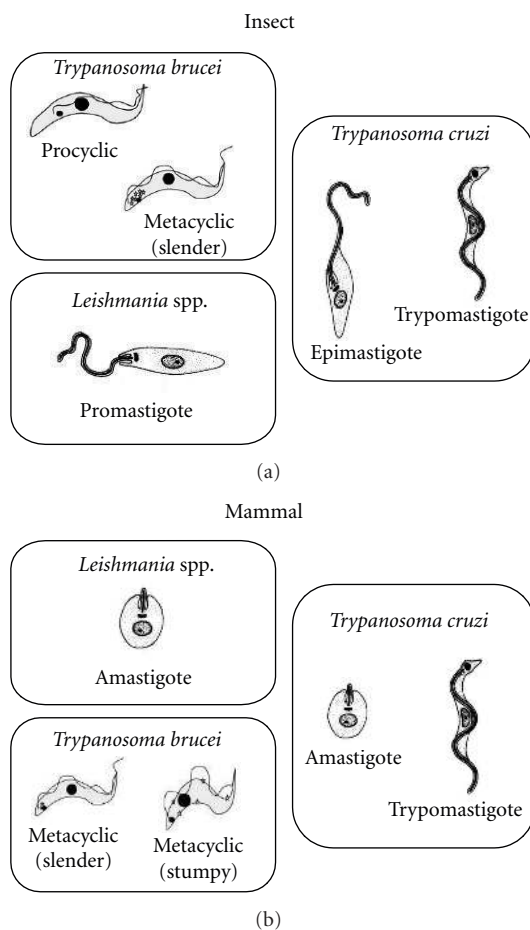 Insect
Trypanosoma brucei
Procyclic
Metacyclic
(slender)
Leishmania spp.
Promastigote
Trypanosoma cruzi
Trypomastigote
Epimastigote
(a)
Mammal
Leishmania spp.
Amastigote
Trypanosoma brucei
Metacyclic
(slender)
Metacyclic
(stumpy)
Trypanosoma cruzi
Amastigote
Trypomastigote
(b)